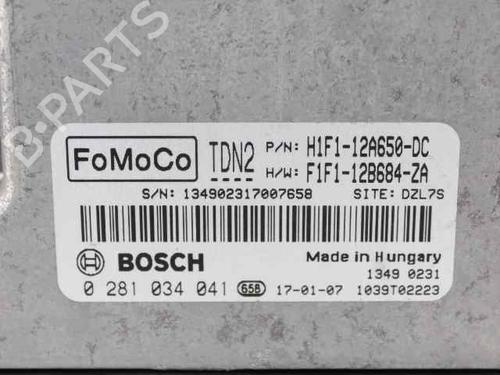 B-PARTS
FoMoCo TDN2 P/N: H1F1-12A650-DC
H/W: F1F1-12B684-ZA
S/N: 134902317007658 SITE: DZL7S
BOSCH Made in Hungary
1349 0231
0 281 034 041 658 17-01-07 1039T02223